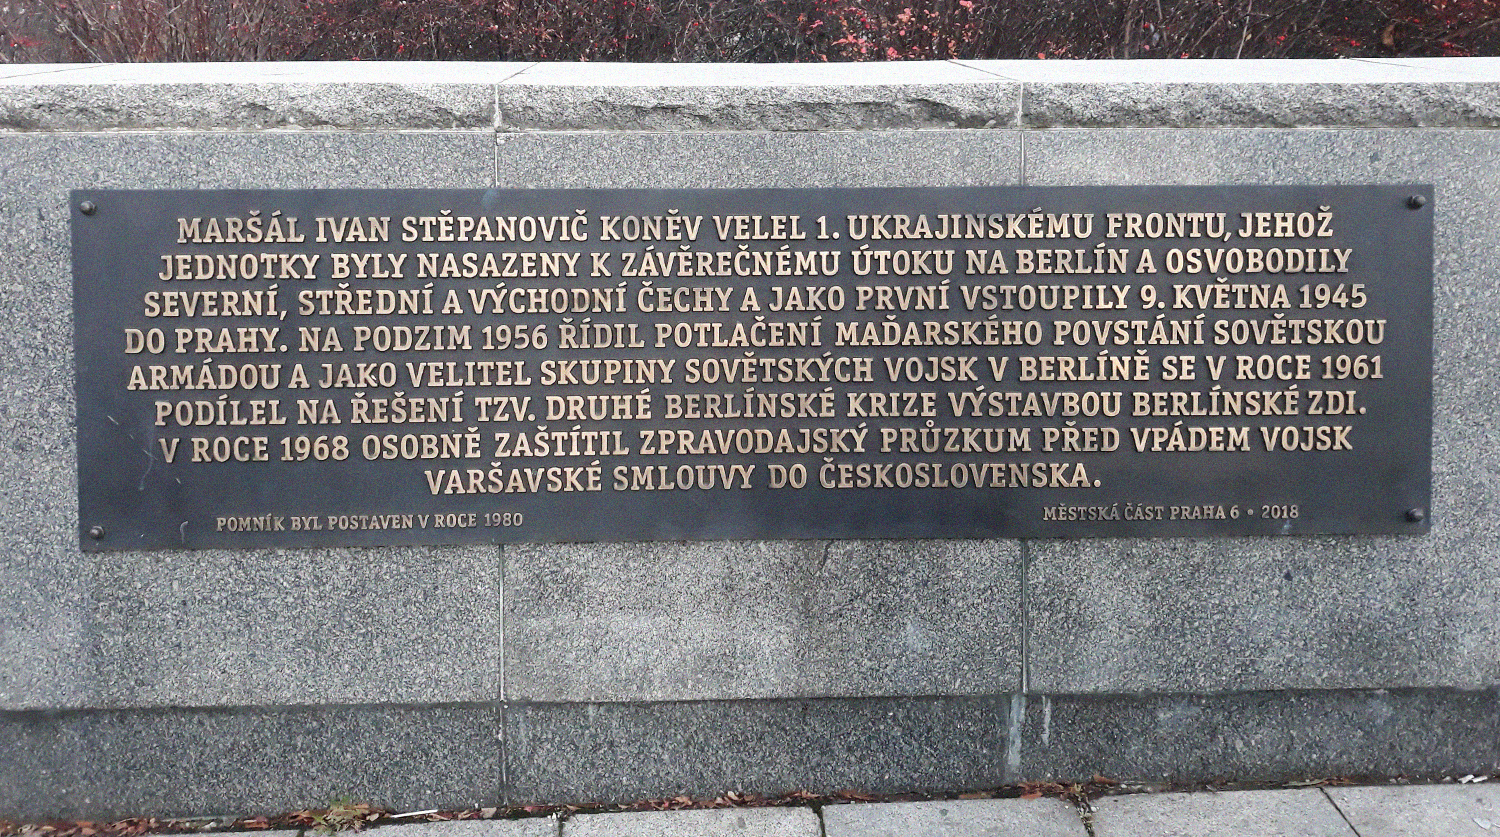 MARŠÁL IVAN STĚPANOVIČ KONĚV VELEL 1. UKRAJINSKÉMU FRONTU, JEHOŽ
JEDNOTKY BYLY NASAZENY K ZÁVĚREČNÉMU ÚTOKU NA BERLÍN A OSVOBODILY
SEVERNÍ, STŘEDNÍ A VÝCHODNÍ ČECHY A JAKO PRVNÍ VSTOUPILY 9. KVĚTNA 1945
DO PRAHY. NA PODZIM 1956 ŘÍDIL POTLAČENÍ MAĎARSKÉHO POVSTÁNÍ SOVĚTSKOU
ARMÁDOU A JAKO VELITEL SKUPINY SOVĚTSKÝCH VOJSK V BERLÍNĚ SE V ROCE 1961
PODÍLEL NA ŘEŠENÍ TZV. DRUHÉ BERLÍNSKÉ KRIZE VÝSTAVBOU BERLÍNSKÉ ZDI.
V ROCE 1968 OSOBNĚ ZAŠTÍTIL ZPRAVODAJSKÝ PRŮZKUM PŘED VPÁDEM VOJSK
VARŠAVSKÉ SMLOUVY DO ČESKOSLOVENSKA.
POMNÍK BYL POSTAVEN V ROCE 1980
MĚSTSKÁ ČÁST PRAHA 6 • 2018